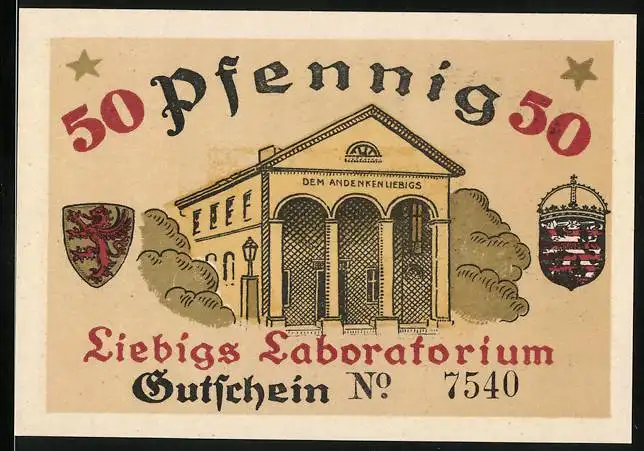 50 Pfennig 50
DEM ANDENKEN LIEBIGS
Liebigs Laboratorium
Gutschein № 7540